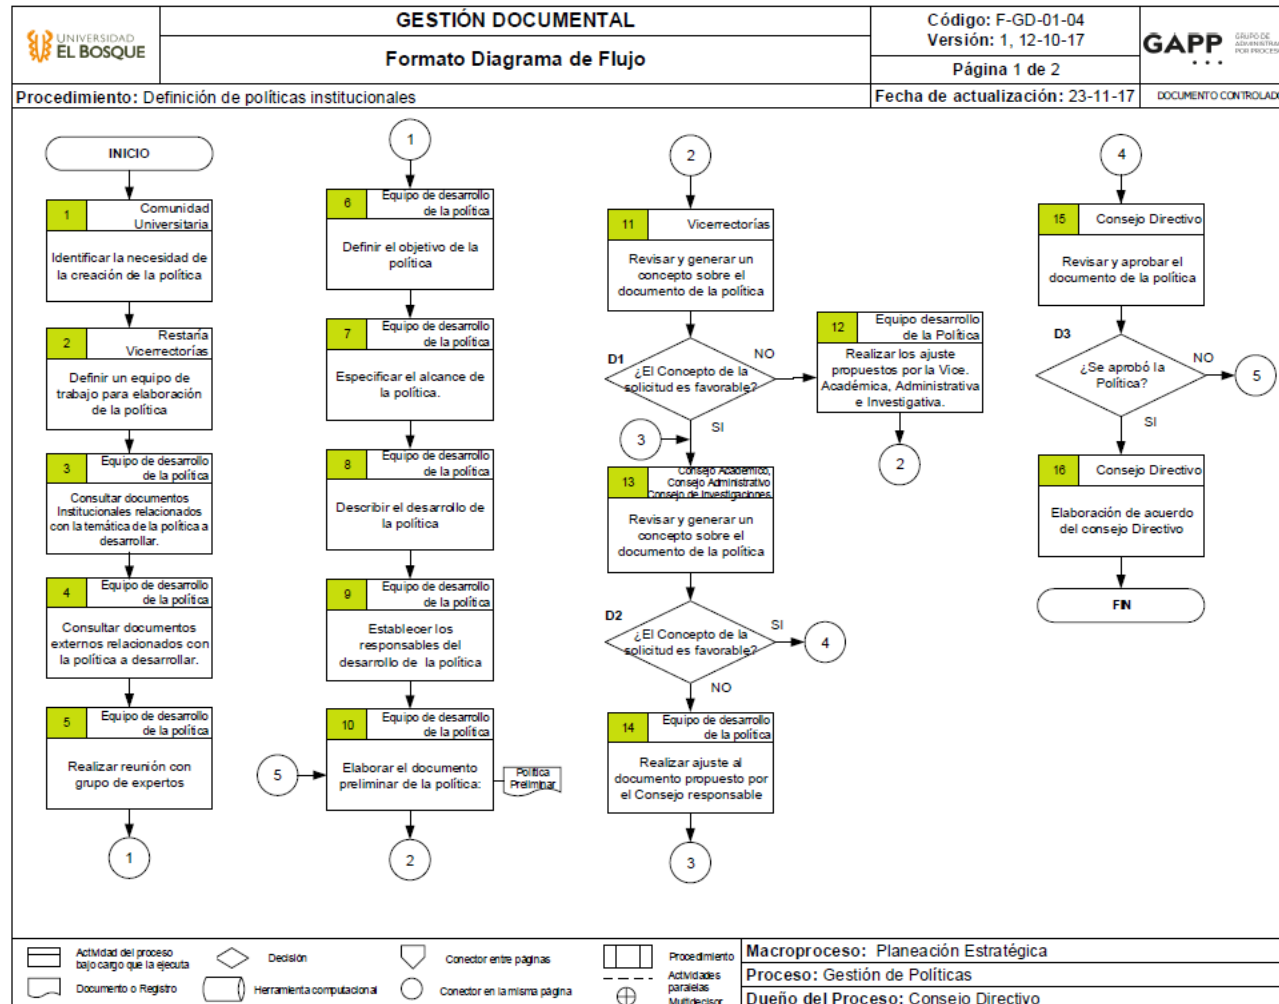 UNIVERSIDAD
EL BOSQUE
GESTIÓN DOCUMENTAL
Formato Diagrama de Flujo
Código: F-GD-01-04
Versión: 1, 12-10-17
Página 1 de 2
GAPP
GRUPO DE
ADMINISTRA
POR PROCESO
Procedimiento: Definición de políticas institucionales
Fecha de actualización: 23-11-17
DOCUMENTO CONTROLADO
INICIO
1
Comunidad
Universitaria
Identificar la necesidad de
la creación de la política
2
Restaría
Vicerrectorías
Definir un equipo de
trabajo para elaboración
de la política
3
Equipo de desarrollo
de la política
Consultar documentos
Institucionales relacionados
con la temática de la política a
desarrollar.
4
Equipo de desarrollo
de la política
Consultar documentos
externos relacionados con
la política a desarrollar.
5
Equipo de desarrollo
de la política
Realizar reunión con
grupo de expertos
1
1
6
Equipo de desarrollo
de la política
Definir el objetivo de la
política
7
Equipo de desarrollo
de la política
Especificar el alcance de
la política.
8
Equipo de desarrollo
de la política
Describir el desarrollo de
la política
9
Equipo de desarrollo
de la política
Establecer los
responsables del
desarrollo de la política
10
Equipo de desarrollo
de la política
5
Elaborar el documento
preliminar de la política:
Política
Preliminar
2
2
11
Vicerrectorías
Revisar y generar un
concepto sobre el
documento de la política
D1
¿El Concepto de la
solicitud es favorable?
NO
SI
12
Equipo desarrollo
de la Política
Realizar los ajuste
propuestos por la Vice.
Académica, Administrativa
e Investigativa.
2
3
13
Consejo Académico,
Consejo Administrativo
Consejo de Investigaciones
Revisar y generar un
concepto sobre el
documento de la política
D2
¿El Concepto de la
solicitud es favorable?
SI
4
NO
14
Equipo de desarrollo
de la política
Realizar ajuste al
documento propuesto por
el Consejo responsable
3
4
15
Consejo Directivo
Revisar y aprobar el
documento de la política
D3
¿Se aprobó la
Política?
NO
5
SI
16
Consejo Directivo
Elaboración de acuerdo
del consejo Directivo
FIN
Actividad del proceso
bajo cargo que la ejecuta
Decisión
Conector entre páginas
Procedimiento
Documento o Registro
Herramienta computacional
Conector en la misma página
Actividades
paralelas
Multidecisor
Macroproceso: Planeación Estratégica
Proceso: Gestión de Políticas
Dueño del Proceso: Consejo Directivo